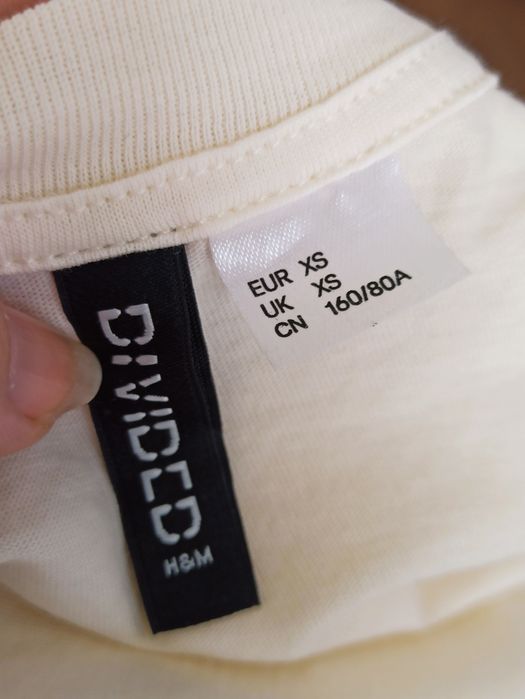 DIVIDED
H&M
EUR XS
UK XS
CN 160/80A